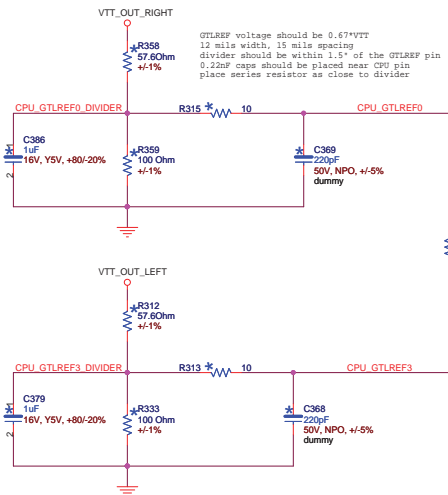 VTT_OUT_RIGHT
GTLREF voltage should be 0.67*VTT
12 mils width, 15 mils spacing
divider should be within 1.5" of the GTLREF pin
0.22nF caps should be placed near CPU pin
place series resistor as close to divider
R358
57.6Ohm
+/-1%
CPU_GTLREF0_DIVIDER
R315
10
CPU_GTLREF0
C386
1uF
16V, Y5V, +80/-20%
1
2
R359
100 Ohm
+/-1%
C369
220pF
50V, NPO, +/-5%
dummy
VTT_OUT_LEFT
R312
57.6Ohm
+/-1%
CPU_GTLREF3_DIVIDER
R313
10
CPU_GTLREF3
C379
1uF
16V, Y5V, +80/-20%
1
2
R333
100 Ohm
+/-1%
C368
220pF
50V, NPO, +/-5%
dummy